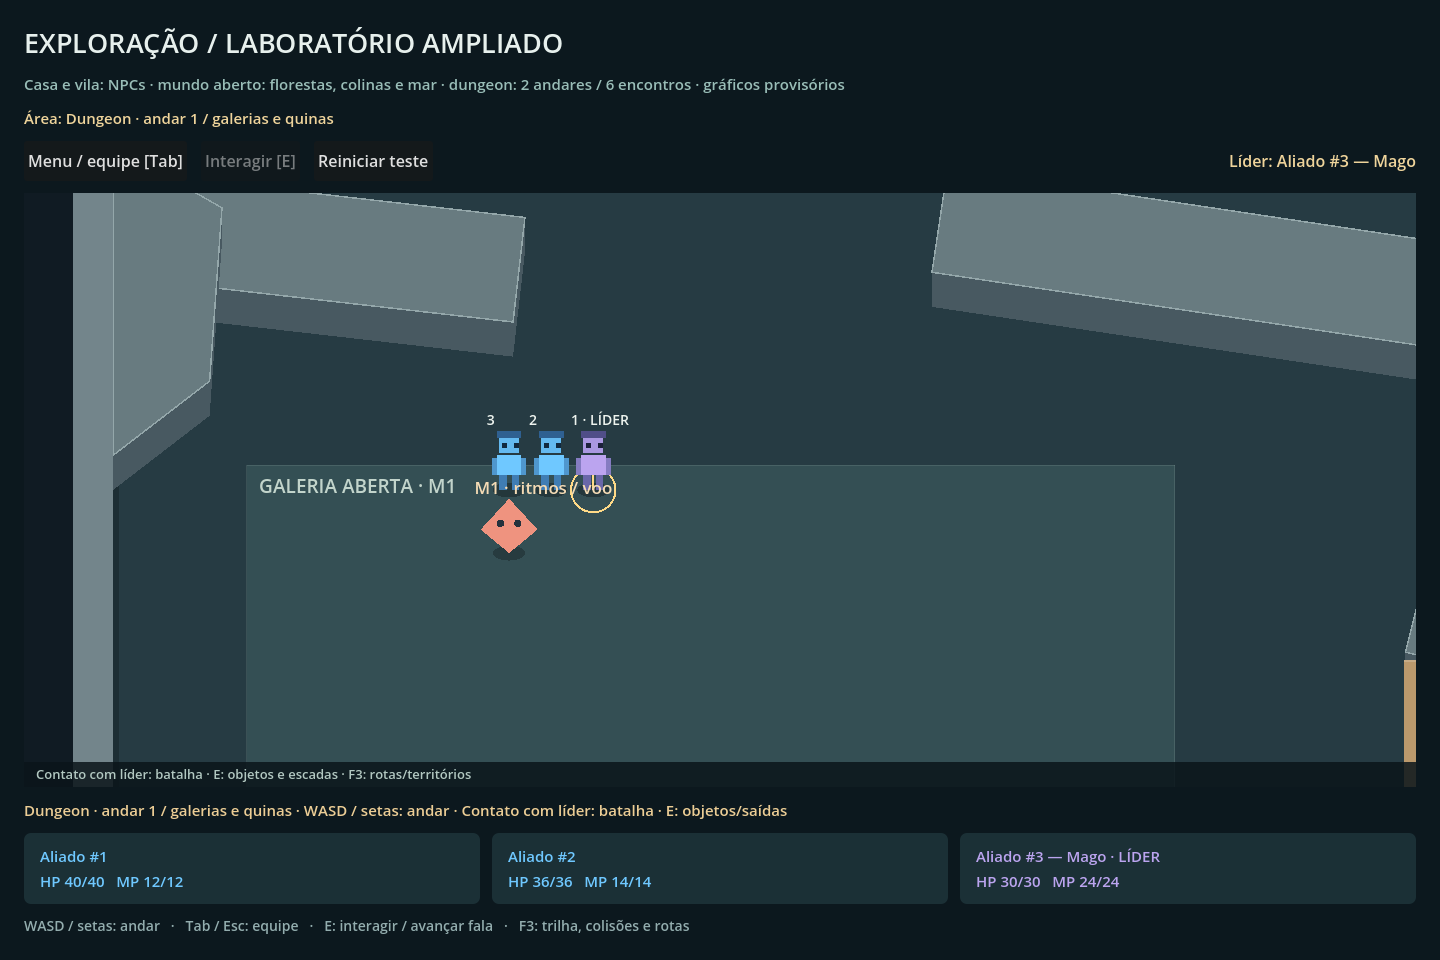 EXPLORAÇÃO / LABORATÓRIO AMPLIADO
Casa e vila: NPCs · mundo aberto: florestas, colinas e mar · dungeon: 2 andares / 6 encontros · gráficos provisórios
Área: Dungeon · andar 1 / galerias e quinas
Menu / equipe [Tab] Interagir [E] Reiniciar teste Líder: Aliado #3 — Mago
3 2 1 · LÍDER
GALERIA ABERTA · M1 M1 · ritmos / voo
Contato com líder: batalha · E: objetos e escadas · F3: rotas/territórios
Dungeon · andar 1 / galerias e quinas · WASD / setas: andar · Contato com líder: batalha · E: objetos/saídas
Aliado #1 Aliado #2 Aliado #3 — Mago · LÍDER
HP 40/40 MP 12/12 HP 36/36 MP 14/14 HP 30/30 MP 24/24
WASD / setas: andar · Tab / Esc: equipe · E: interagir / avançar fala · F3: trilha, colisões e rotas